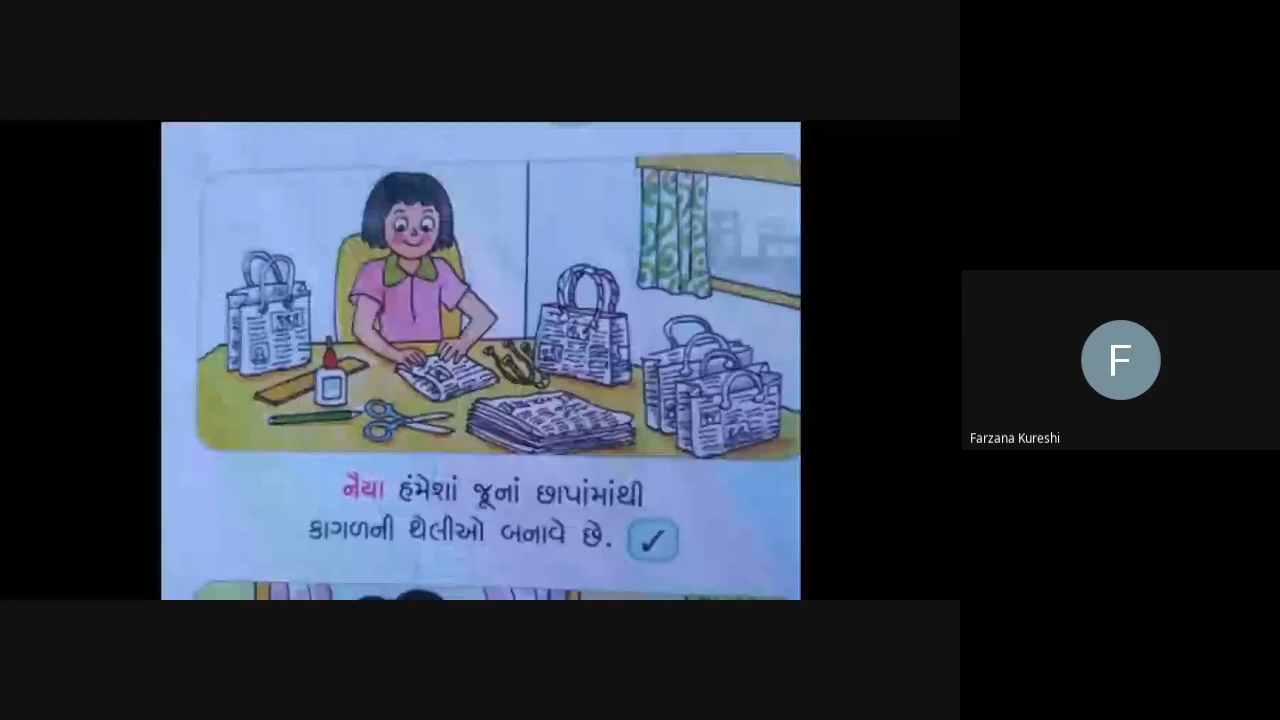 નૈયા હંમેશાં જૂનાં છાપાંમાંથી
કાગળની થેલીઓ બનાવે છે. ✓
F
Farzana Kureshi